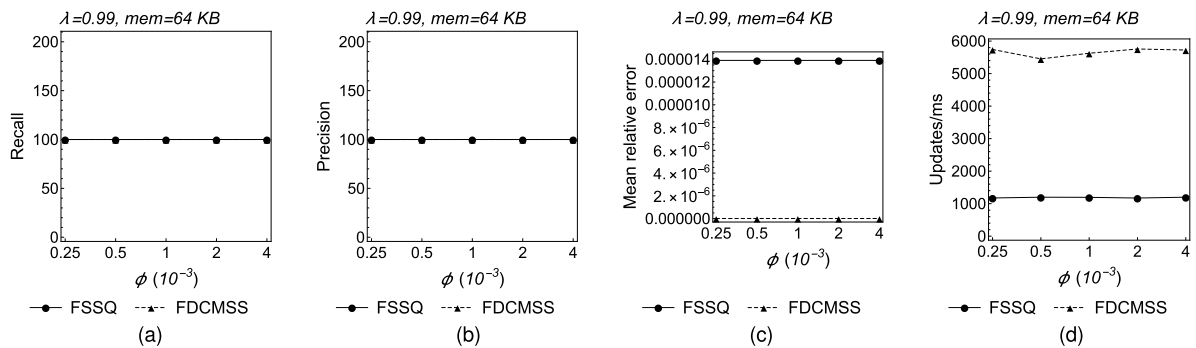 λ=0.99, mem=64 KB
200
150
100
50
0
Recall
0.25 0.5 1 2 4
ϕ (10⁻³)
FSSQ FDCMSS
(a)
λ=0.99, mem=64 KB
200
150
100
50
0
Precision
0.25 0.5 1 2 4
ϕ (10⁻³)
FSSQ FDCMSS
(b)
λ=0.99, mem=64 KB
0.000014
0.000012
0.000010
8.×10⁻⁶
6.×10⁻⁶
4.×10⁻⁶
2.×10⁻⁶
0.000000
Mean relative error
0.25 0.5 1 2 4
ϕ (10⁻³)
FSSQ FDCMSS
(c)
λ=0.99, mem=64 KB
6000
5000
4000
3000
2000
1000
0
Updates/ms
0.25 0.5 1 2 4
ϕ (10⁻³)
FSSQ FDCMSS
(d)